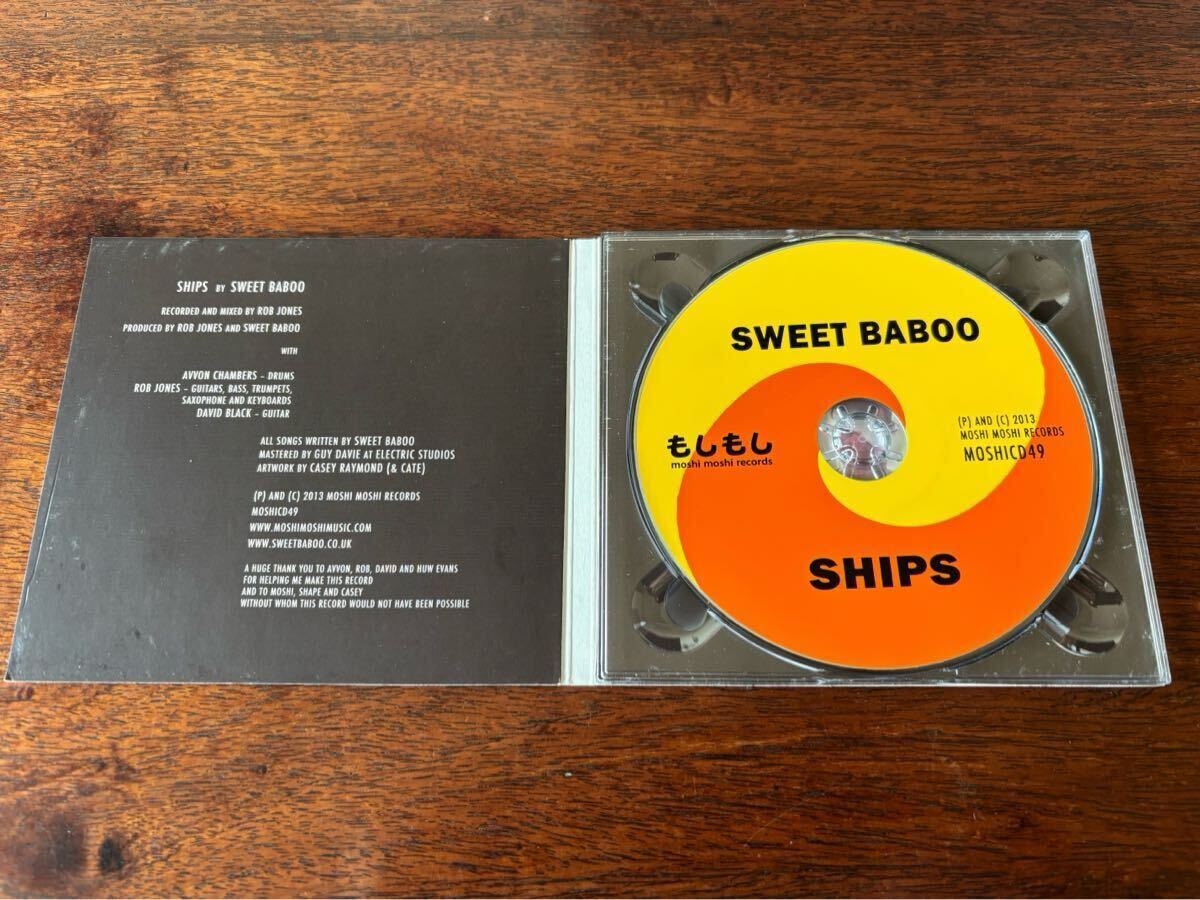 SHIPS BY SWEET BABOO
RECORDED AND MIXED BY ROB JONES
PRODUCED BY ROB JONES AND SWEET BABOO
WITH
AVVON CHAMBERS – DRUMS
ROB JONES – GUITARS, BASS, TRUMPETS,
SAXOPHONE AND KEYBOARDS
DAVID BLACK – GUITAR
ALL SONGS WRITTEN BY SWEET BABOO
MASTERED BY GUY DAVIE AT ELECTRIC STUDIOS
ARTWORK BY CASEY RAYMOND (& CATE)
(P) AND (C) 2013 MOSHI MOSHI RECORDS
MOSHICD49
WWW.MOSHIMOSHIMUSIC.COM
WWW.SWEETBABOO.CO.UK
A HUGE THANK YOU TO AVVON, ROB, DAVID AND HUW EVANS
FOR HELPING ME MAKE THIS RECORD
AND TO MOSHI, SHAPE AND CASEY
WITHOUT WHOM THIS RECORD WOULD NOT HAVE BEEN POSSIBLE
SWEET BABOO
もしもし
moshi moshi records
(P) AND (C) 2013
MOSHI MOSHI RECORDS
MOSHICD49
SHIPS